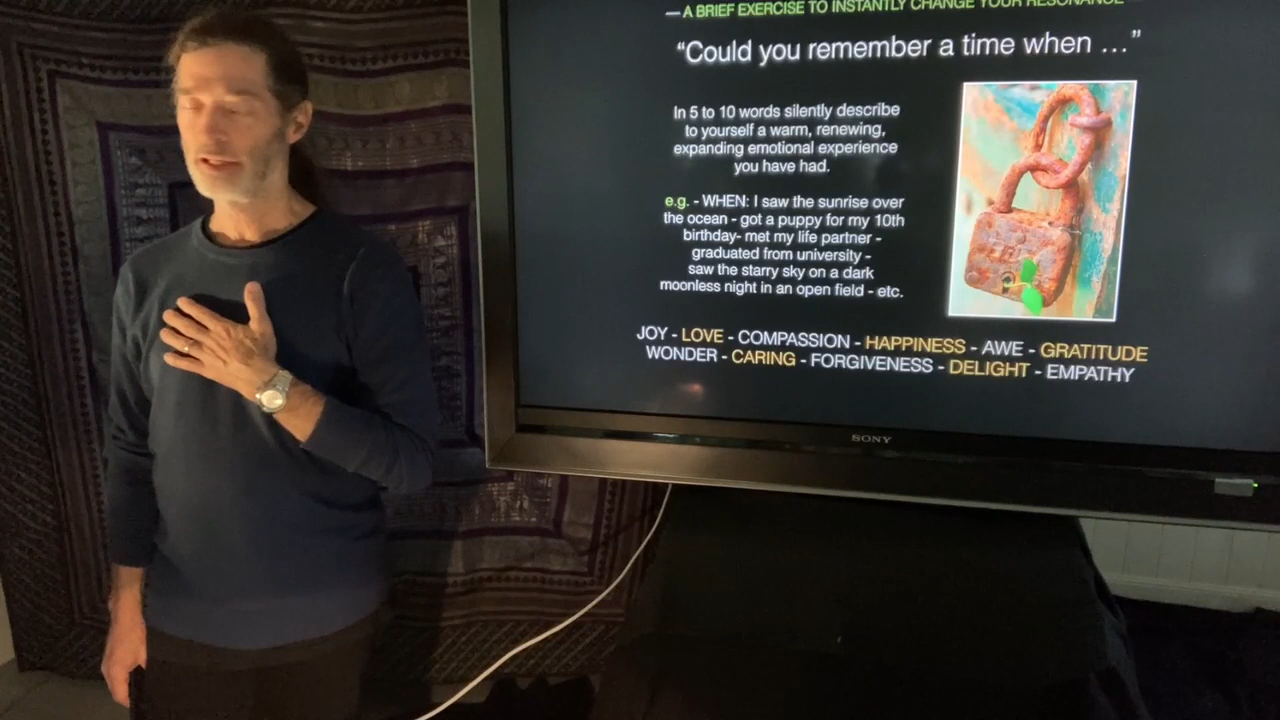 — A BRIEF EXERCISE TO INSTANTLY CHANGE YOUR RESONANCE —
“Could you remember a time when …”
In 5 to 10 words silently describe
to yourself a warm, renewing,
expanding emotional experience
you have had.
e.g. - WHEN: I saw the sunrise over
the ocean - got a puppy for my 10th
birthday- met my life partner -
graduated from university -
saw the starry sky on a dark
moonless night in an open field - etc.
JOY - LOVE - COMPASSION - HAPPINESS - AWE - GRATITUDE
WONDER - CARING - FORGIVENESS - DELIGHT - EMPATHY
SONY